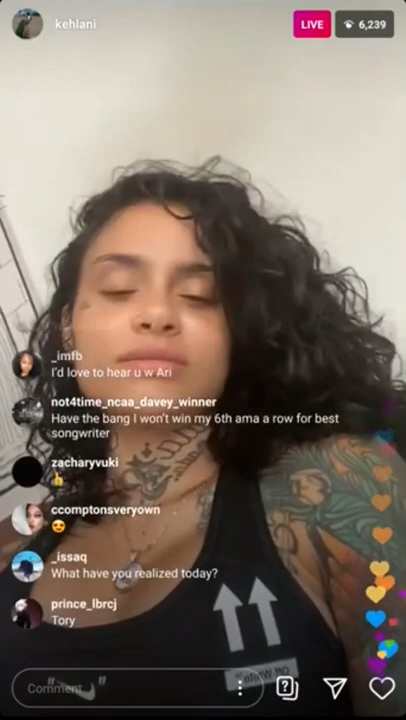 kehlani
LIVE
6,239
_imfb
I'd love to hear u w Ari
not4time_ncaa_davey_winner
Have the bang I won't win my 6th ama a row for best
songwriter
zacharyvuki
👍
ccomptonsveryown
😍
_issaq
What have you realized today?
prince_lbrcj
Tory
Comment